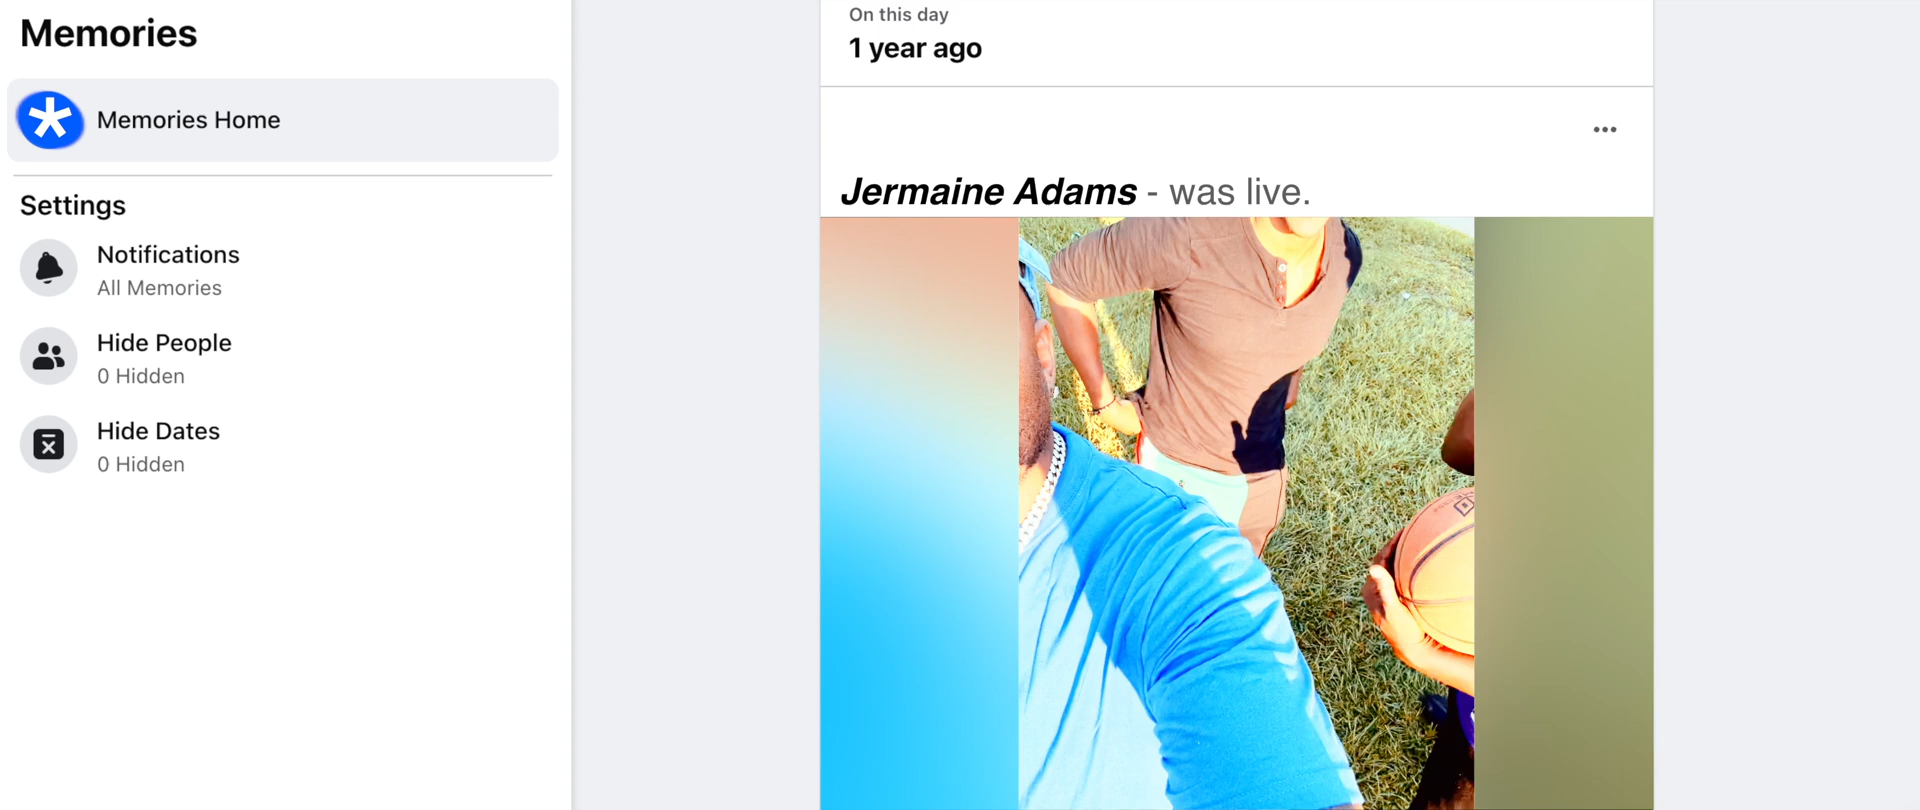 Memories
Memories Home
Settings
Notifications
All Memories
Hide People
0 Hidden
Hide Dates
0 Hidden
On this day
1 year ago
Jermaine Adams - was live.